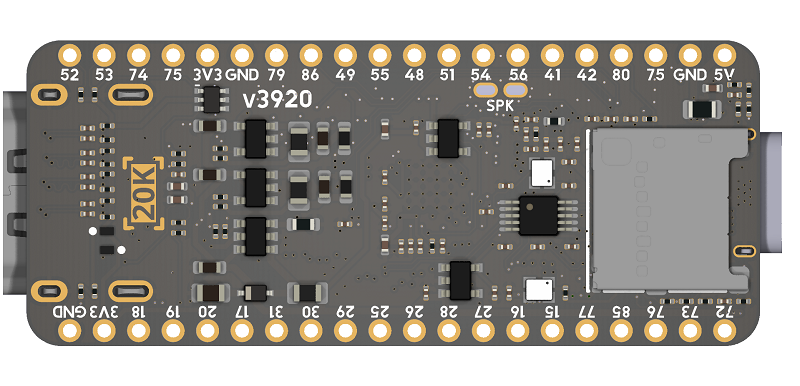 52 53 74 75 3V3 GND 79 86 49 55 48 51 54 56 41 42 80 75 GND 5V
SPK
V3920
20K
GND 3V3 18 19 20 17 31 30 29 25 26 28 27 16 15 77 85 76 73 72